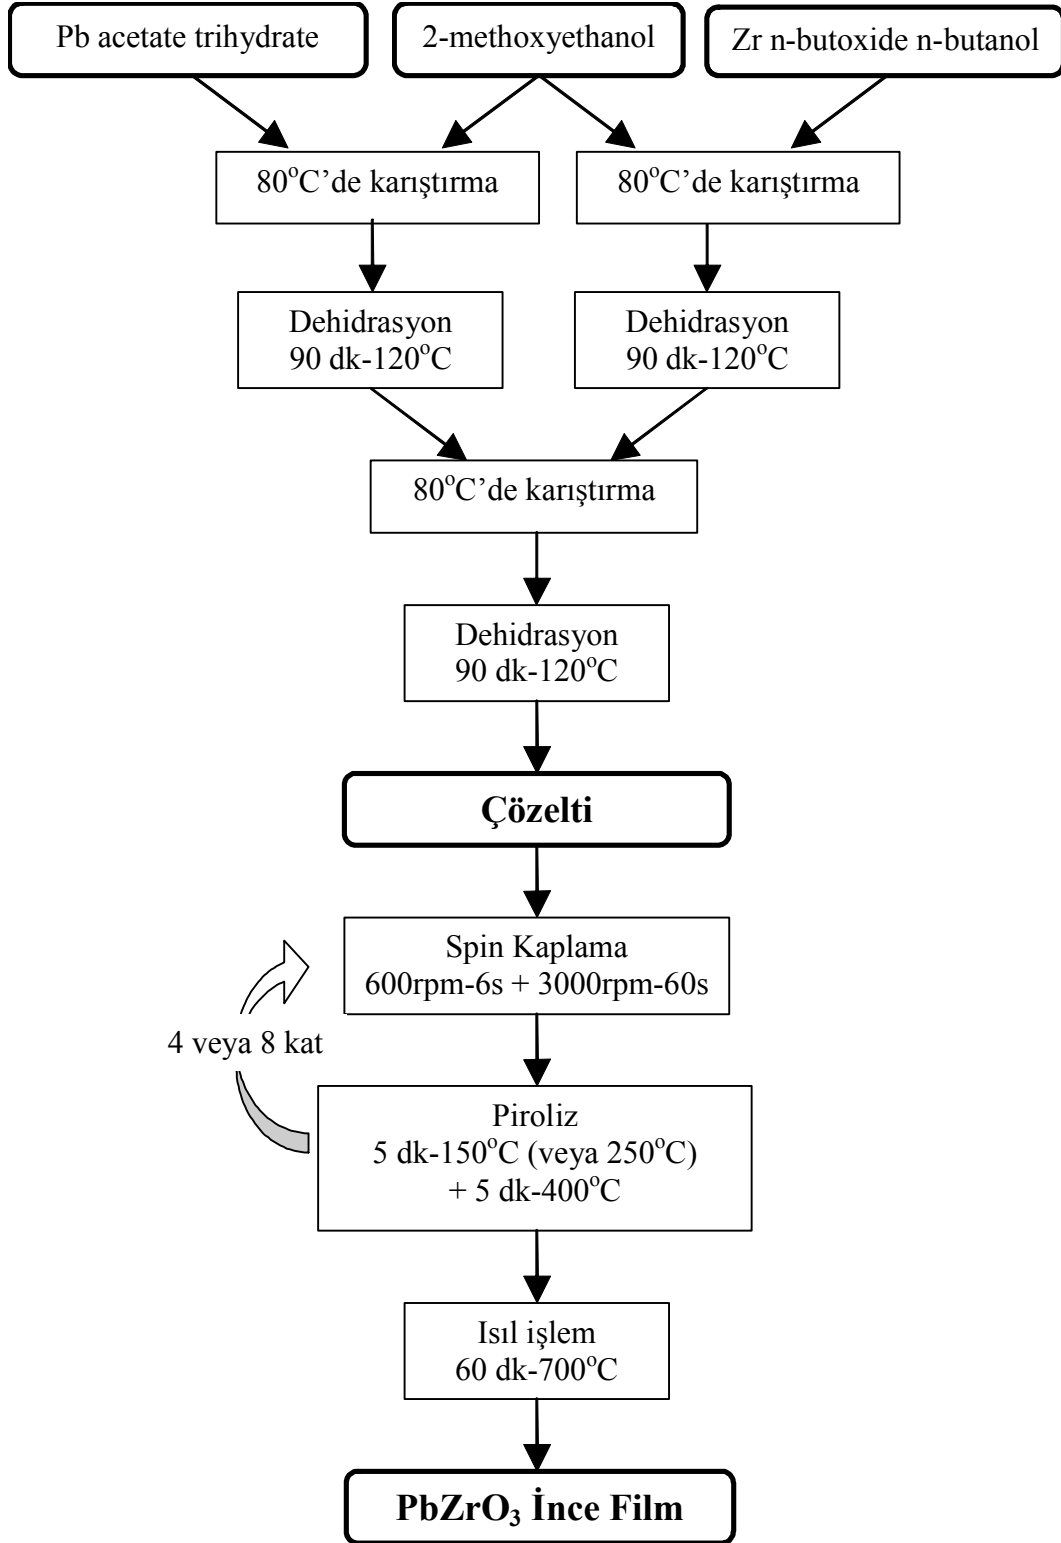 Pb acetate trihydrate
2-methoxyethanol
Zr n-butoxide n-butanol
80°C’de karıştırma
80°C’de karıştırma
Dehidrasyon
90 dk-120°C
Dehidrasyon
90 dk-120°C
80°C’de karıştırma
Dehidrasyon
90 dk-120°C
Çözelti
Spin Kaplama
600rpm-6s + 3000rpm-60s
4 veya 8 kat
Piroliz
5 dk-150°C (veya 250°C)
+ 5 dk-400°C
Isıl işlem
60 dk-700°C
PbZrO₃ İnce Film